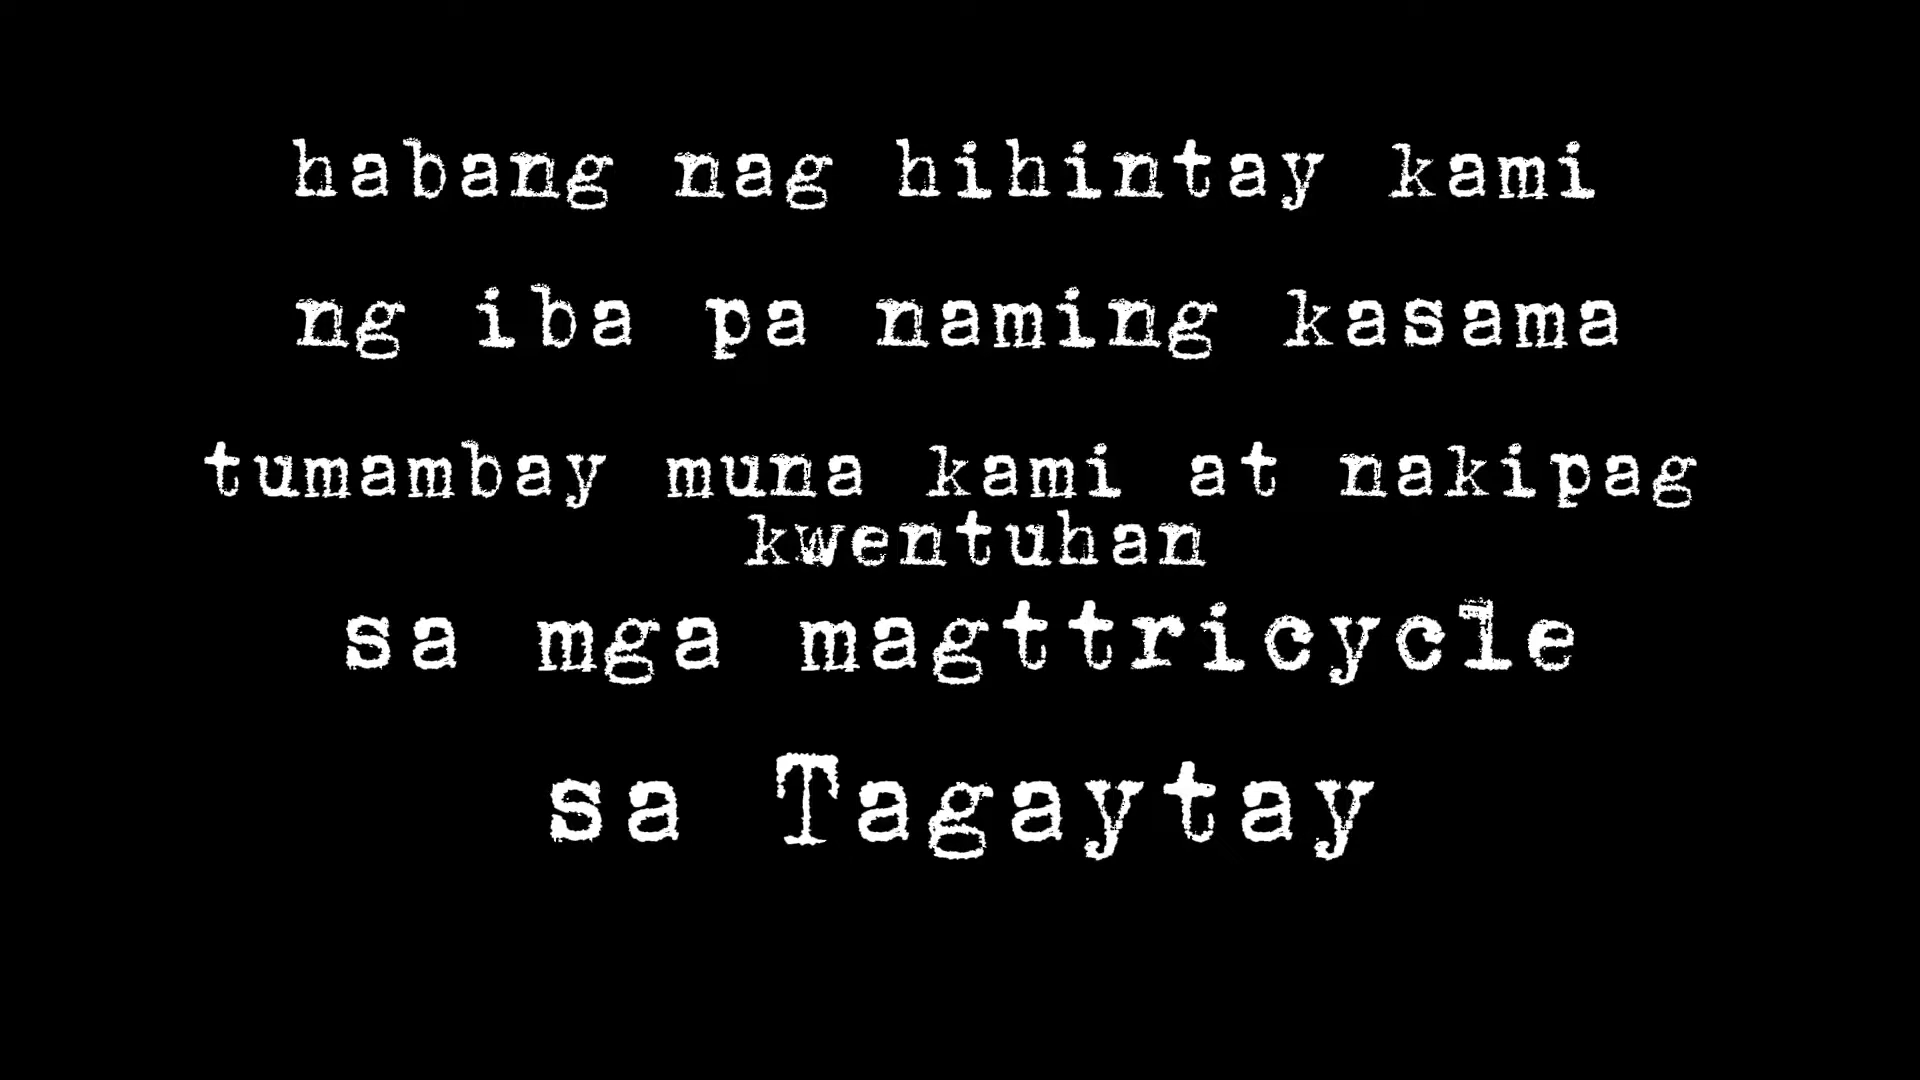 habang nag hihintay kami
ng iba pa naming kasama
tumambay muna kami at nakipag
kwentuhan
sa mga magttricycle
sa Tagaytay